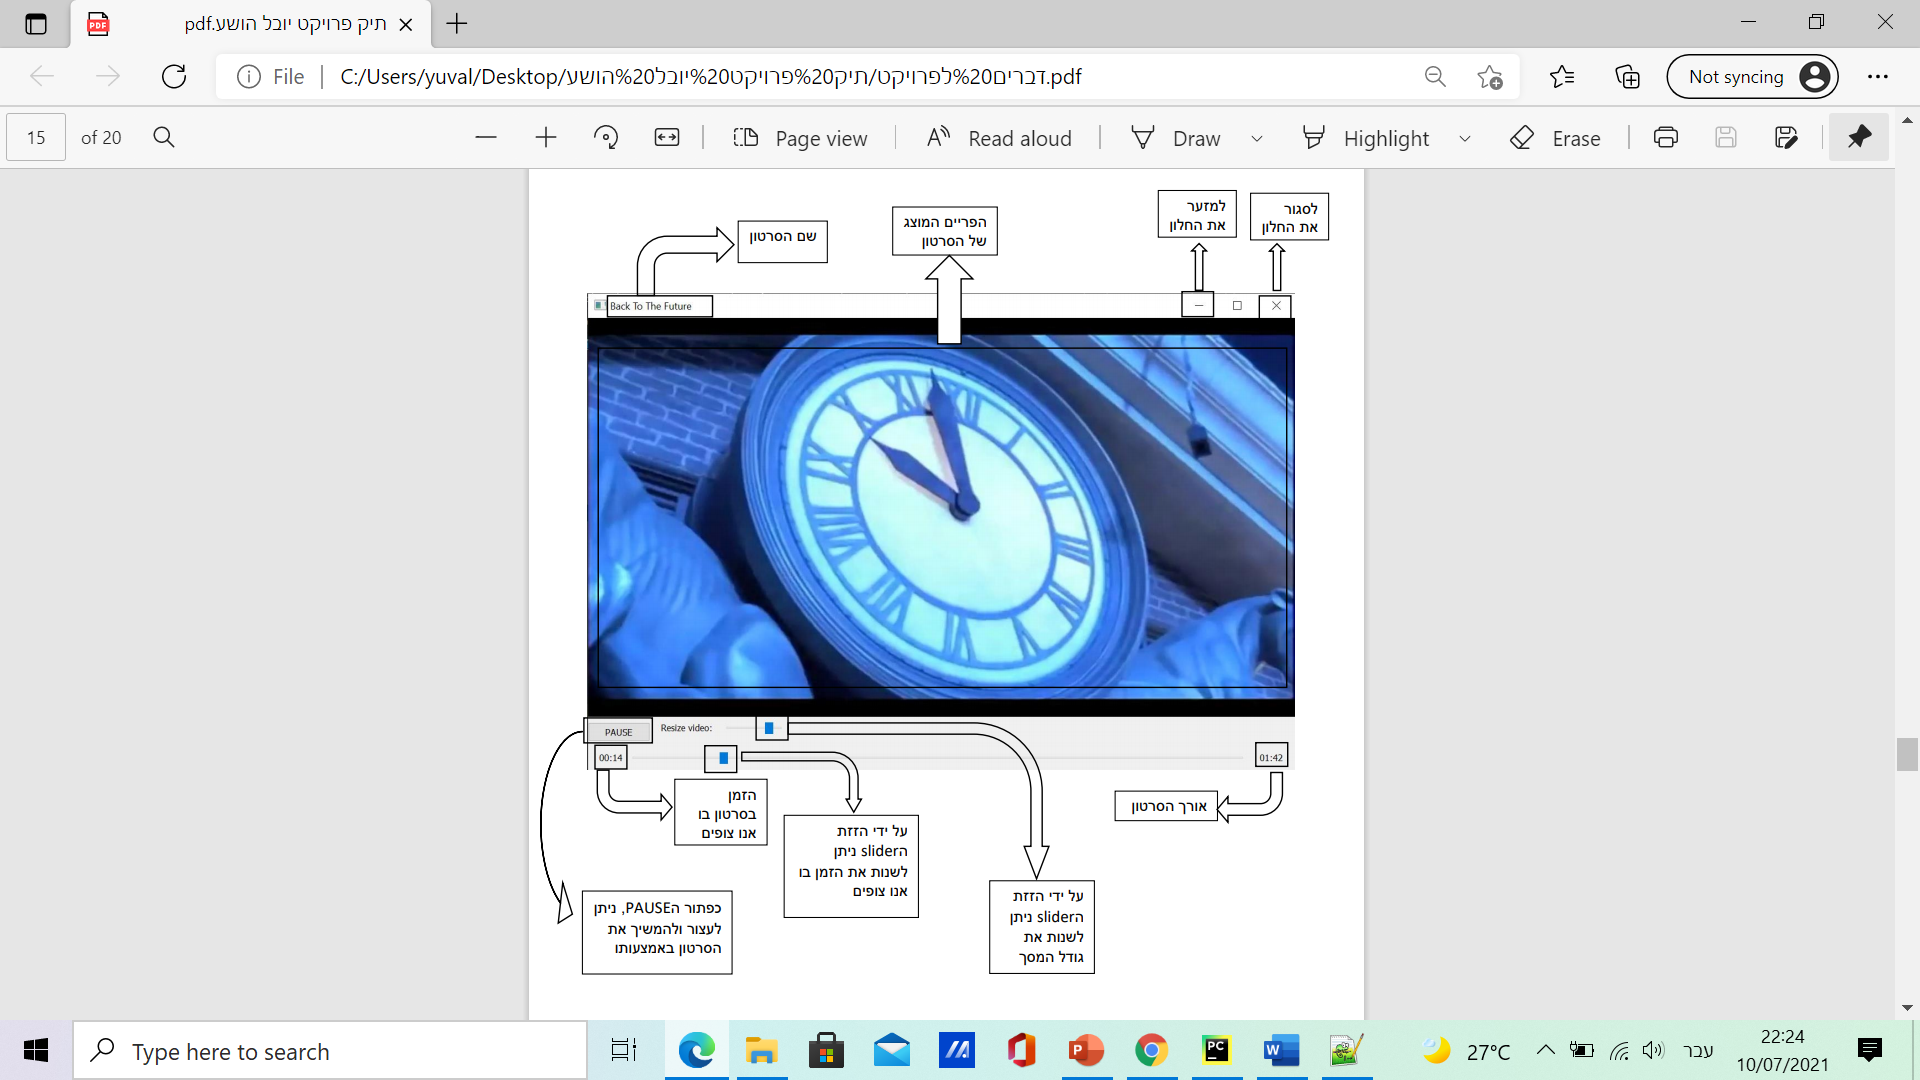 תיק פרויקט יובל הושע.pdf
File
C:/Users/yuval/Desktop/דברים%20לפרויקט/תיק%20פרויקט%20יובל%20הושע.pdf
Not syncing
15 of 20
Page view
Read aloud
Draw
Highlight
Erase
שם הסרטון
הפריים המוצג
של הסרטון
למזער
את החלון
לסגור
את החלון
Back To The Future
PAUSE
Resize video:
00:14
01:42
הזמן
בסרטון בו
אנו צופים
על ידי הזזת
הslider ניתן
לשנות את הזמן בו
אנו צופים
אורך הסרטון
כפתור הPAUSE, ניתן
לעצור ולהמשיך את
הסרטון באמצעותו
על ידי הזזת
הslider ניתן
לשנות את
גודל המסך
Type here to search
27°C
עבר
22:24
10/07/2021